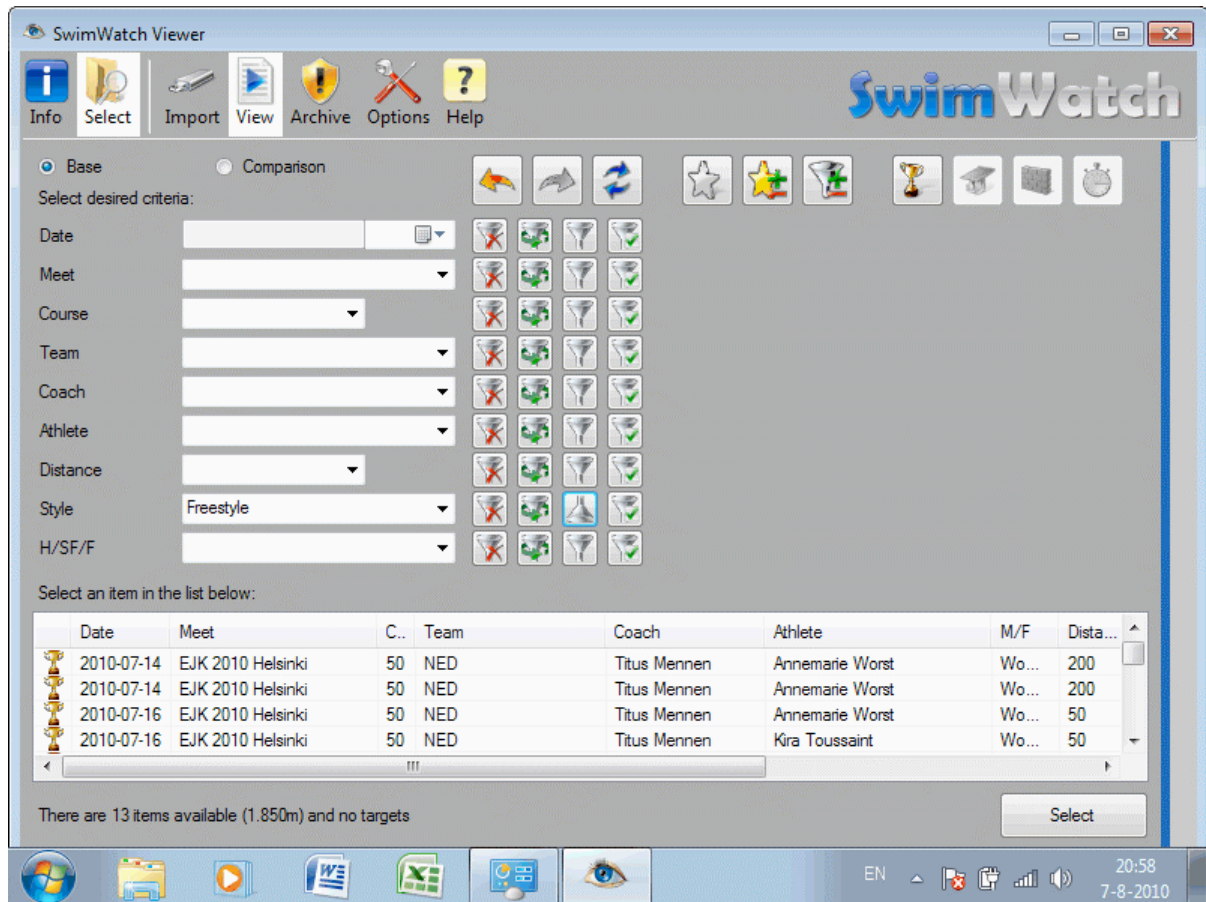 SwimWatch Viewer
Info Select Import View Archive Options Help
SwimWatch
Base Comparison
Select desired criteria:
Date
Meet
Course
Team
Coach
Athlete
Distance
Style Freestyle
H/SF/F
Select an item in the list below:
Date Meet C.. Team Coach Athlete M/F Dista...
2010-07-14 EJK 2010 Helsinki 50 NED Titus Mennen Annemarie Worst Wo... 200
2010-07-14 EJK 2010 Helsinki 50 NED Titus Mennen Annemarie Worst Wo... 200
2010-07-16 EJK 2010 Helsinki 50 NED Titus Mennen Annemarie Worst Wo... 50
2010-07-16 EJK 2010 Helsinki 50 NED Titus Mennen Kira Toussaint Wo... 50
There are 13 items available (1.850m) and no targets
Select
EN
20:58
7-8-2010